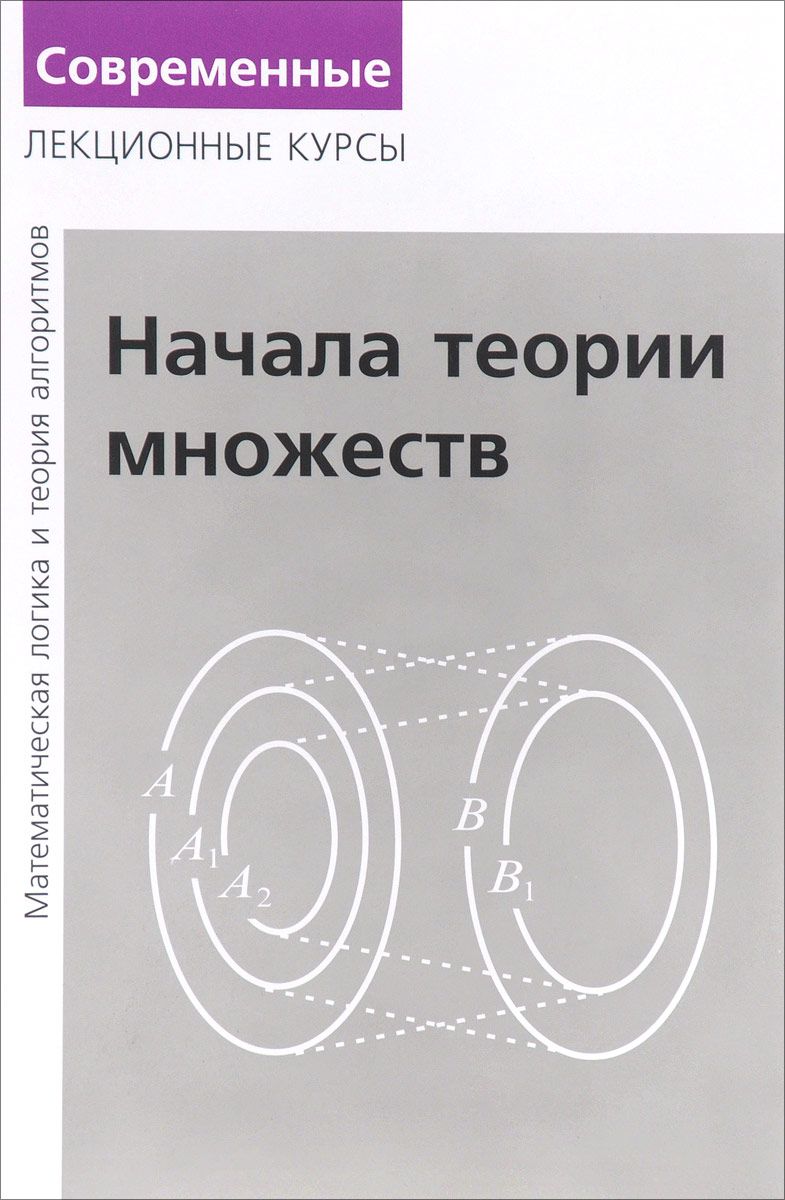 Современные
ЛЕКЦИОННЫЕ КУРСЫ
Математическая логика и теория алгоритмов
Начала теории
множеств
A
A₁
A₂
B
B₁